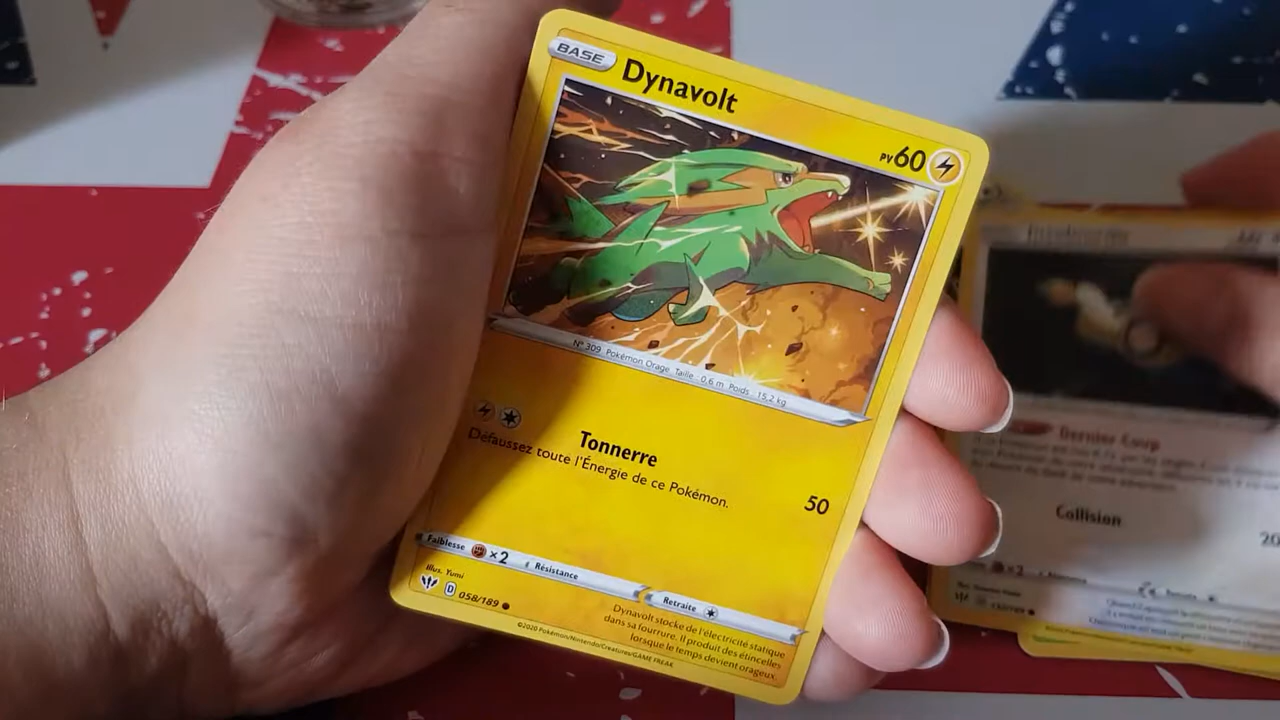 BASE
Dynavolt
PV 60
N° 309 Pokémon Orage Taille : 0,6 m Poids : 15,2 kg
Tonnerre
Défaussez toute l'Énergie de ce Pokémon.
50
Faiblesse ×2 Résistance Retraite
Illus. Yumi
D 058/189
Dynavolt stocke de l'électricité statique
dans sa fourrure. Il produit des étincelles
lorsque le temps devient orageux.
©2020 Pokémon/Nintendo/Creatures/GAME FREAK
Dernier Coup
Collision
20
×2